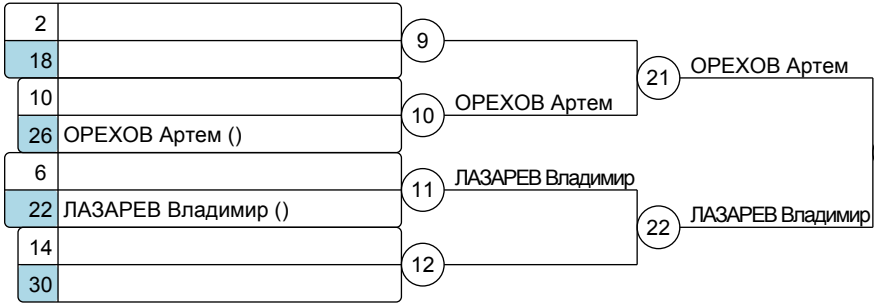 2
9
18
21 ОРЕХОВ Артем
10
10 ОРЕХОВ Артем
26 ОРЕХОВ Артем ()
6
11 ЛАЗАРЕВ Владимир
22 ЛАЗАРЕВ Владимир ()
22 ЛАЗАРЕВ Владимир
14
12
30